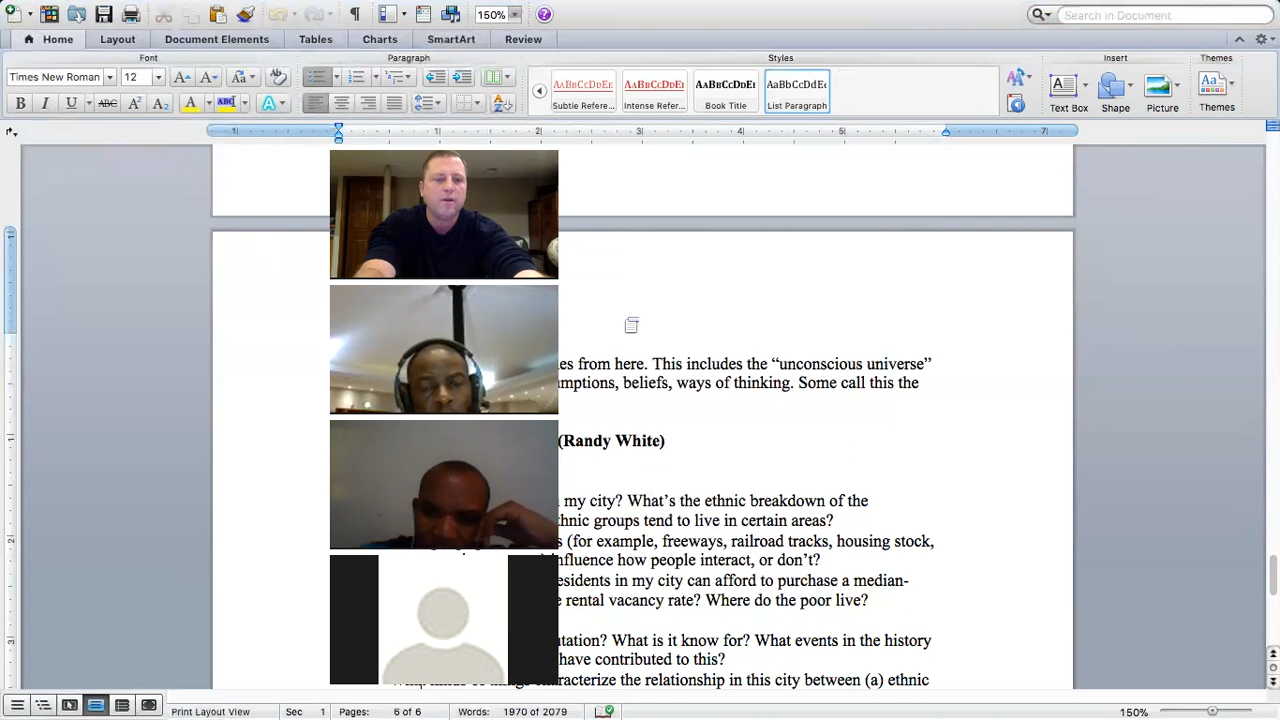 150%
Search in Document
Home Layout Document Elements Tables Charts SmartArt Review
Font Paragraph Styles Insert Themes
Times New Roman 12
AaBbCcDdEe AaBbCcDdEe AaBbCcDdEe AaBbCcDdEe
Subtle Refere... Intense Refer... Book Title List Paragraph Text Box Shape Picture Themes
es from here. This includes the “unconscious universe”
mptions, beliefs, ways of thinking. Some call this the
(Randy White)
my city? What’s the ethnic breakdown of the
hnic groups tend to live in certain areas?
s (for example, freeways, railroad tracks, housing stock,
influence how people interact, or don’t?
esidents in my city can afford to purchase a median-
e rental vacancy rate? Where do the poor live?
ntation? What is it know for? What events in the history
have contributed to this?
characterize the relationship in this city between (a) ethnic
Print Layout View Sec 1 Pages: 6 of 6 Words: 1970 of 2079 150%